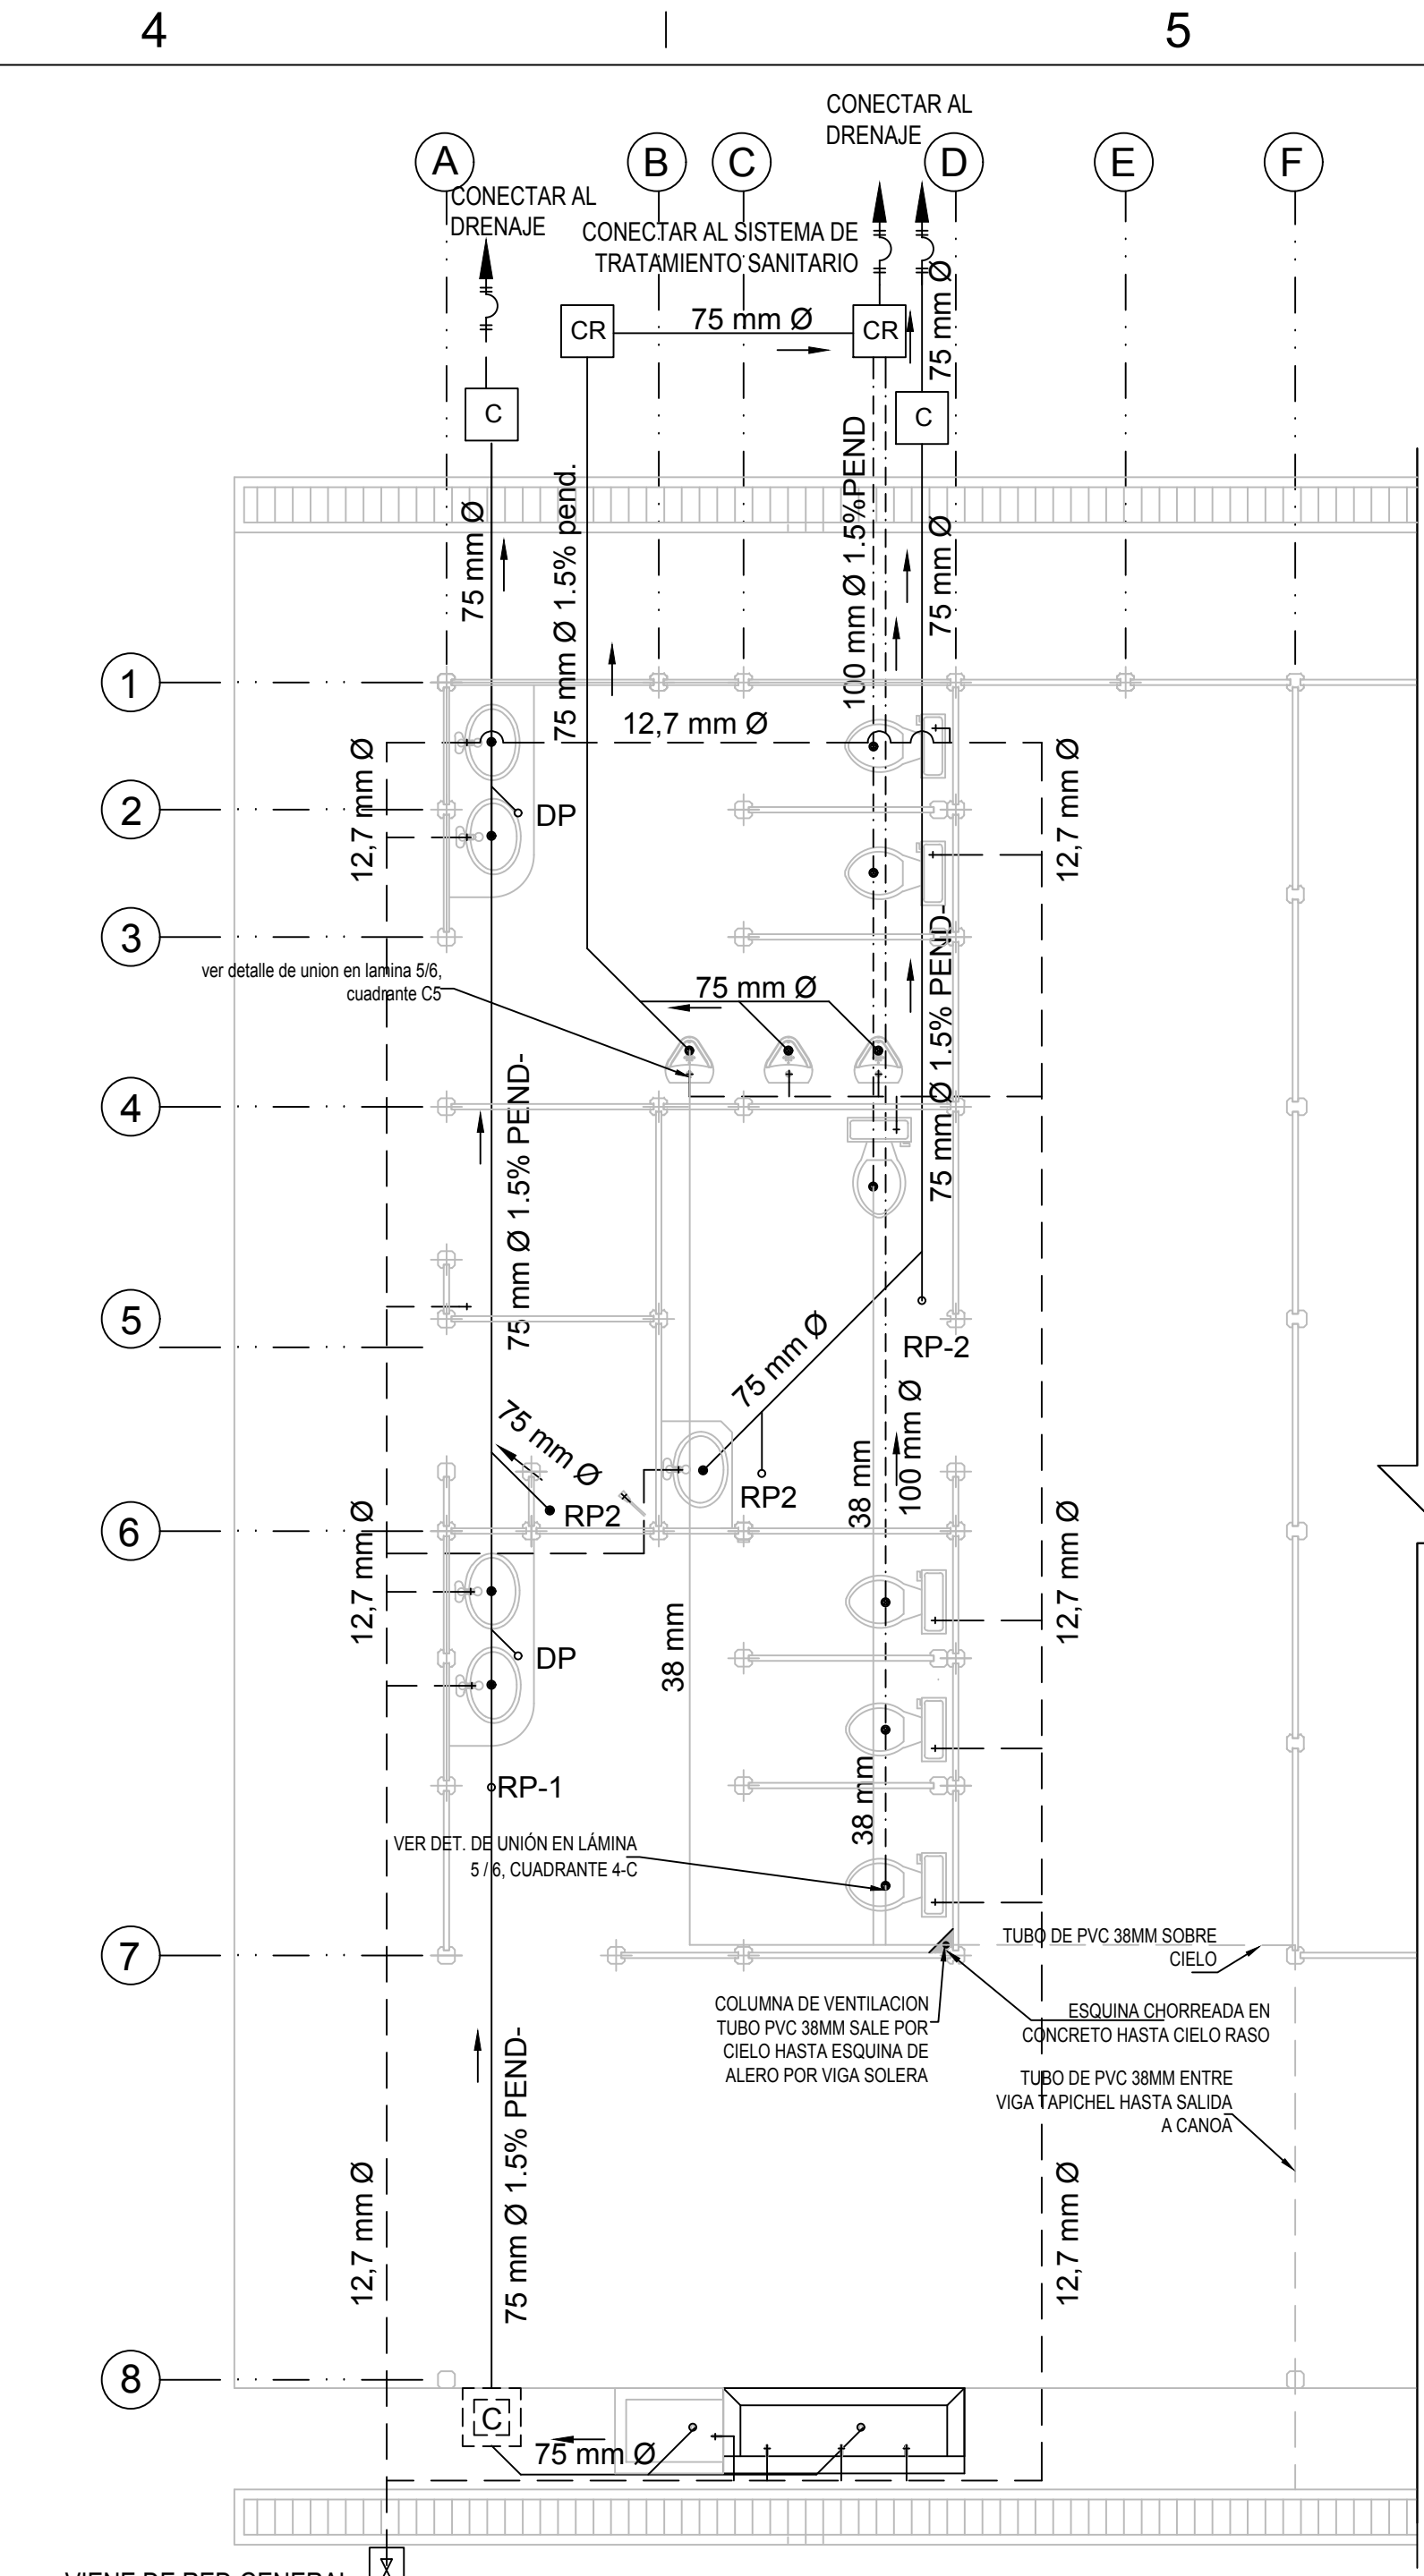 4
5
CONECTAR AL
DRENAJE
A
B
C
D
E
F
CONECTAR AL
DRENAJE
CONECTAR AL SISTEMA DE
TRATAMIENTO SANITARIO
75 mm Ø
CR
75 mm Ø
CR
C
C
75 mm Ø
75 mm Ø 1.5% pend.
100 mm Ø 1.5%PEND
75 mm Ø
1
12,7 mm Ø
12,7 mm Ø
12,7 mm Ø
2
DP
3
ver detalle de union en lamina 5/6,
cuadrante C5
75 mm Ø
75 mm Ø 1.5% PEND-
4
75 mm Ø 1.5% PEND-
5
RP-2
75 mm Ø
75 mm Ø
100 mm Ø
38 mm
RP2
RP2
6
12,7 mm Ø
12,7 mm Ø
38 mm
DP
RP-1
38 mm
VER DET. DE UNIÓN EN LÁMINA
5 / 6, CUADRANTE 4-C
7
TUBO DE PVC 38MM SOBRE
CIELO
COLUMNA DE VENTILACION
TUBO PVC 38MM SALE POR
CIELO HASTA ESQUINA DE
ALERO POR VIGA SOLERA
ESQUINA CHORREADA EN
CONCRETO HASTA CIELO RASO
TUBO DE PVC 38MM ENTRE
VIGA TAPICHEL HASTA SALIDA
A CANOA
75 mm Ø 1.5% PEND-
12,7 mm Ø
12,7 mm Ø
8
C
75 mm Ø
VIENE DE RED GENERAL